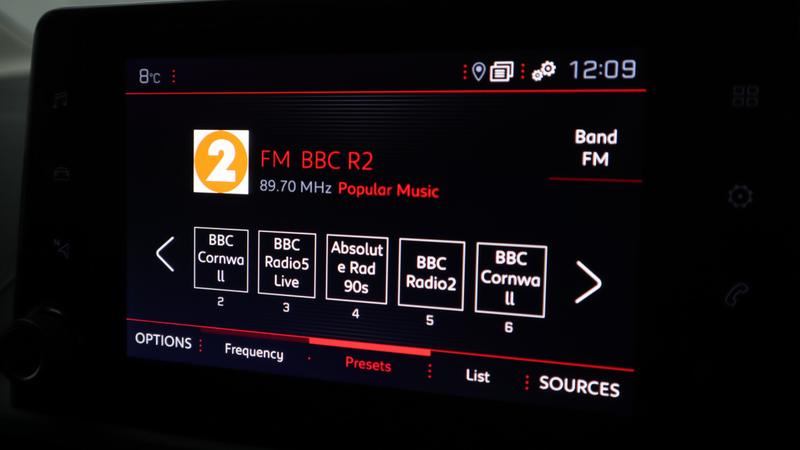 8°C
12:09
2
FM BBC R2
89.70 MHz Popular Music
Band
FM
BBC
Cornwa
ll
2
BBC
Radio5
Live
3
Absolut
e Rad
90s
4
BBC
Radio2
5
BBC
Cornwa
ll
6
OPTIONS
Frequency
Presets
List
SOURCES